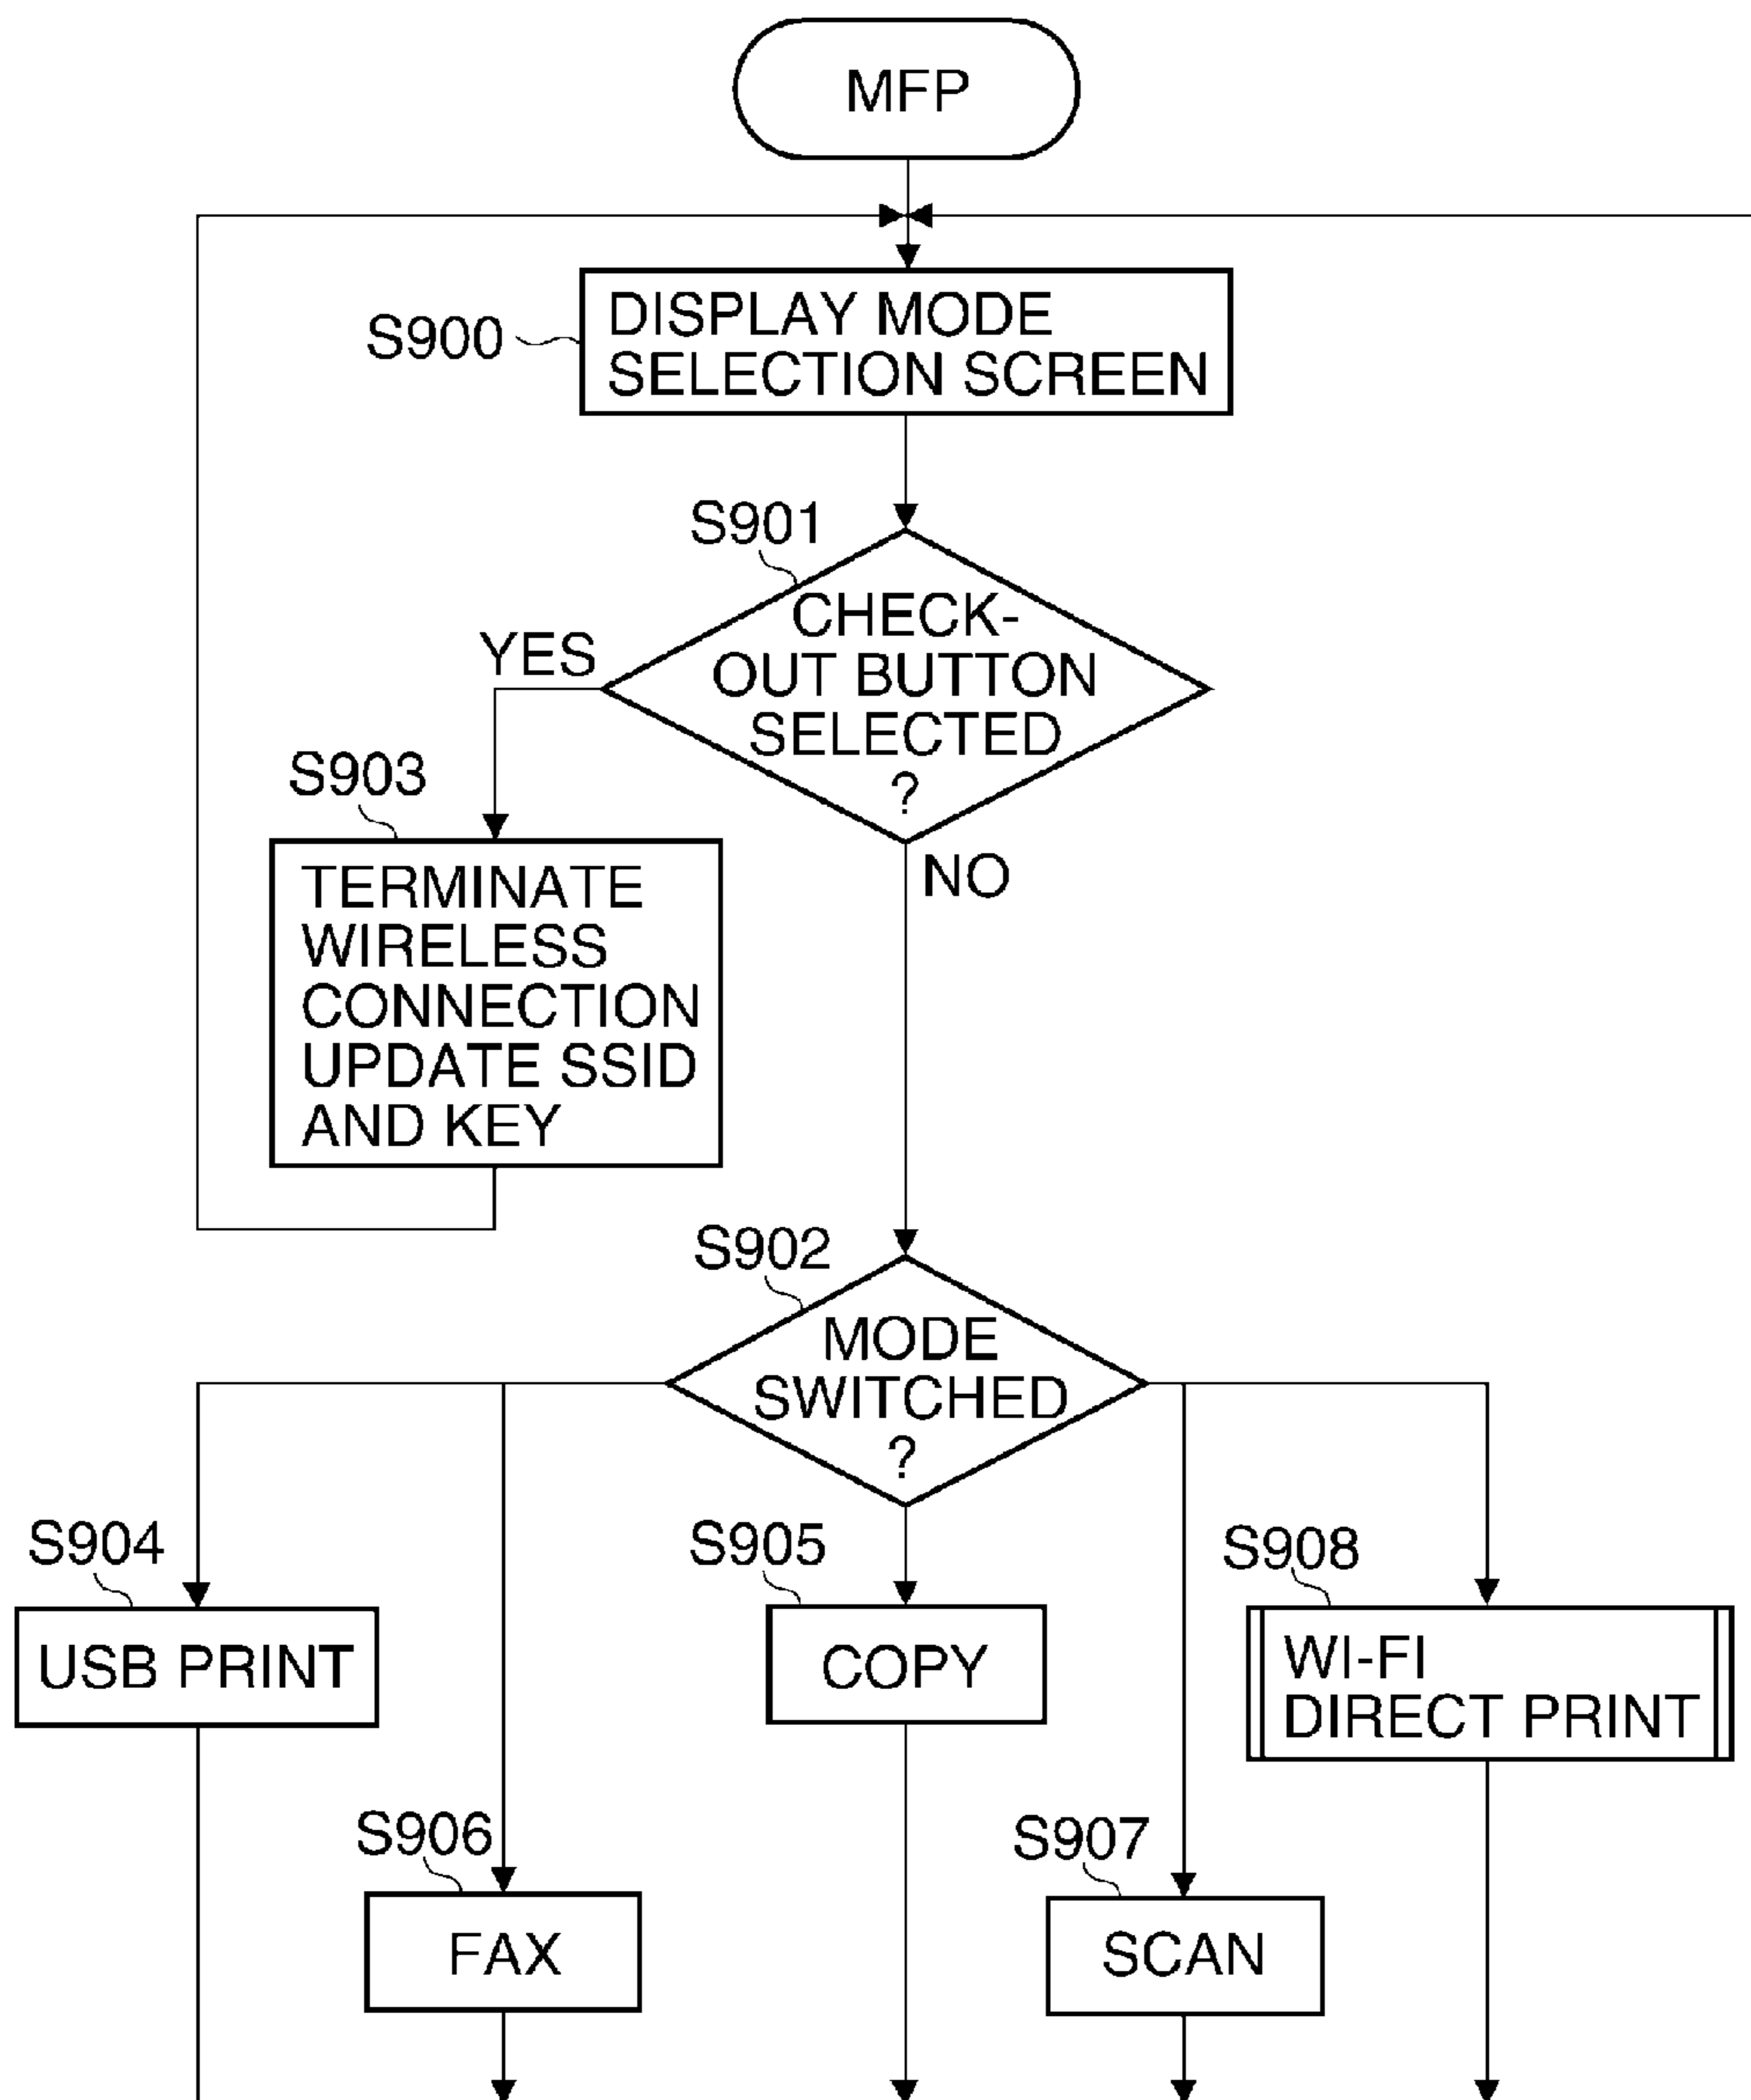 MFP
S900
DISPLAY MODE
SELECTION SCREEN
S901
CHECK-
OUT BUTTON
SELECTED
?
YES
NO
S903
TERMINATE
WIRELESS
CONNECTION
UPDATE SSID
AND KEY
S902
MODE
SWITCHED
?
S904
USB PRINT
S905
COPY
S908
WI-FI
DIRECT PRINT
S906
FAX
S907
SCAN